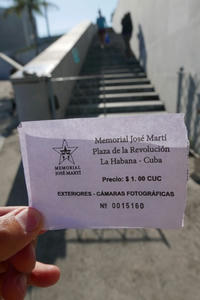 MEMORIAL
JOSÉ MARTÍ
Memorial José Martí
Plaza de la Revolución
La Habana - Cuba
Precio: $ 1. 00 CUC
EXTERIORES - CÁMARAS FOTOGRÁFICAS
Nº 0015160